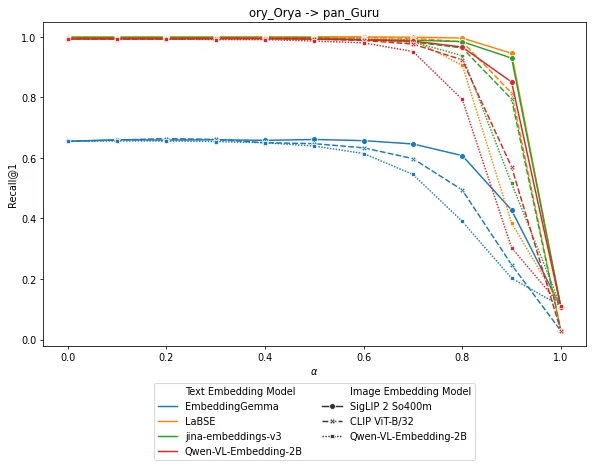 ory_Orya -> pan_Guru
Recall@1
1.0
0.8
0.6
0.4
0.2
0.0
0.0 0.2 0.4 0.6 0.8 1.0
α
Text Embedding Model Image Embedding Model
EmbeddingGemma SigLIP 2 So400m
LaBSE CLIP ViT-B/32
jina-embeddings-v3 Qwen-VL-Embedding-2B
Qwen-VL-Embedding-2B